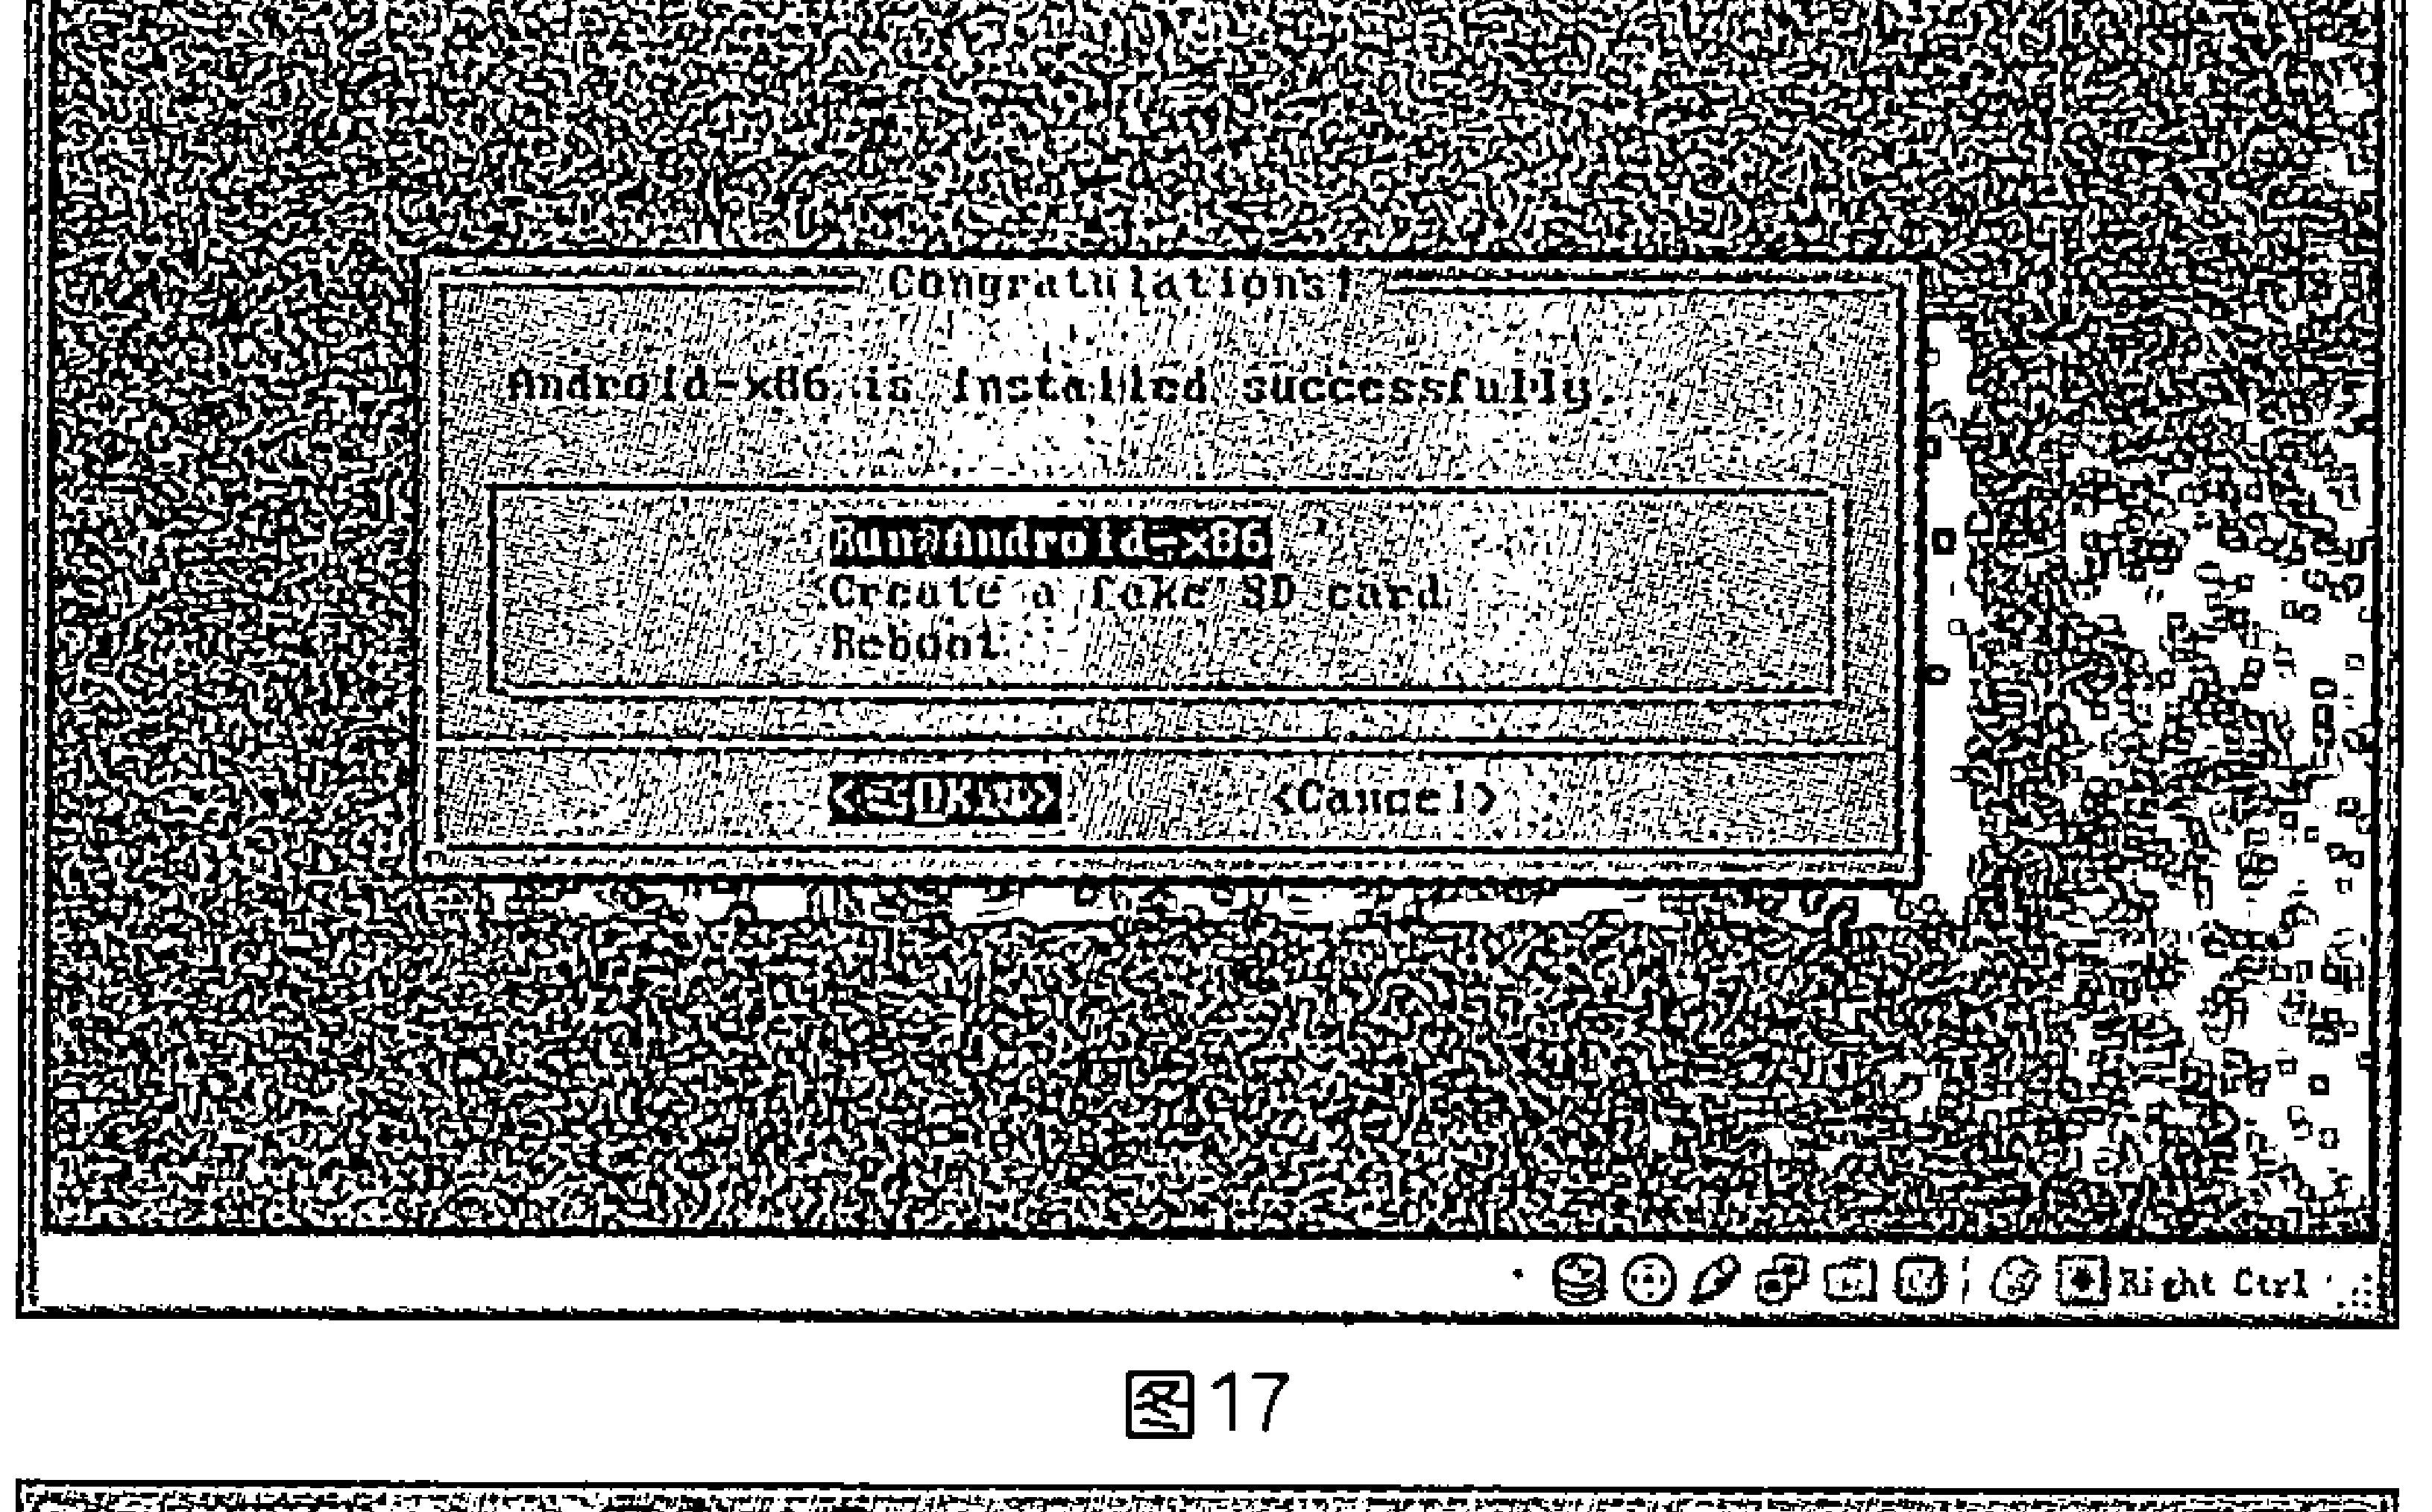 Congratulations!
Android-x86 is installed successfully.
Run Android-x86
Create a fake SD card
Reboot
< OK >
<Cancel>
Right Ctrl
图17